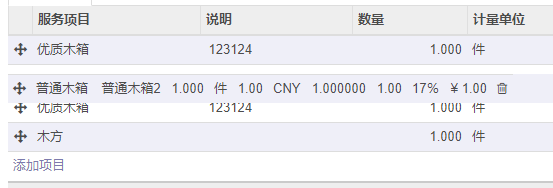 服务项目 说明 数量 计量单位
优质木箱 123124 1.000 件
普通木箱 普通木箱2 1.000 件 1.00 CNY 1.000000 1.00 17% ￥1.00
优质木箱 123124 1.000 件
木方 1.000 件
添加项目